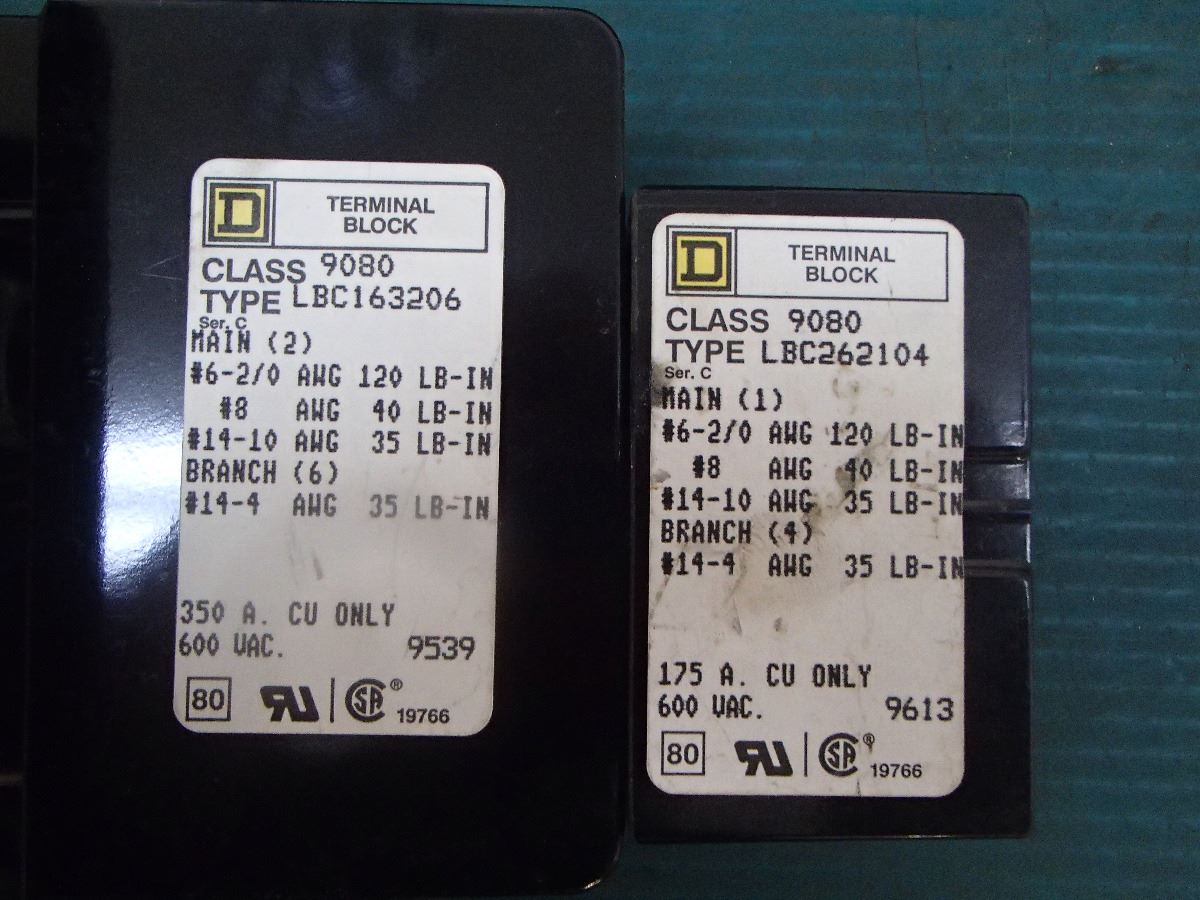 D
TERMINAL
BLOCK
CLASS 9080
TYPE LBC163206
Ser. C
MAIN (2)
#6-2/0 AWG 120 LB-IN
#8 AWG 40 LB-IN
#14-10 AWG 35 LB-IN
BRANCH (6)
#14-4 AWG 35 LB-IN
350 A. CU ONLY
600 VAC. 9539
80 RU SA ® 19766
D
TERMINAL
BLOCK
CLASS 9080
TYPE LBC262104
Ser. C
MAIN (1)
#6-2/0 AWG 120 LB-IN
#8 AWG 40 LB-IN
#14-10 AWG 35 LB-IN
BRANCH (4)
#14-4 AWG 35 LB-IN
175 A. CU ONLY
600 VAC. 9613
80 RU SA ® 19766